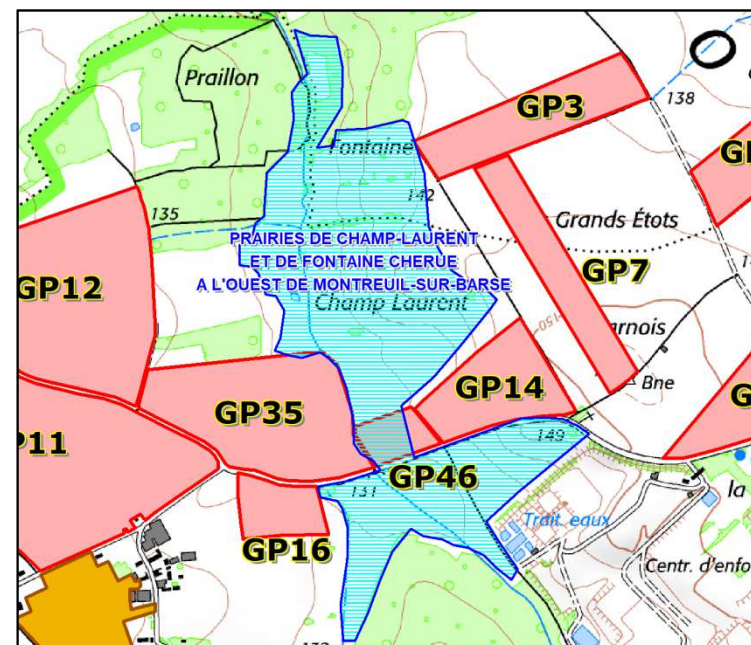 Praillon
GP3
138
Fontaine
142
135
Grands Étots
PRAIRIES DE CHAMP-LAURENT
ET DE FONTAINE CHERUE
A L'OUEST DE MONTREUIL-SUR-BARSE
GP7
GP12
Champ Laurent
150
Bne
GP14
GP35
P11
149
GP46
131
la
Trait. eaux
GP16
Centr. d'enfo